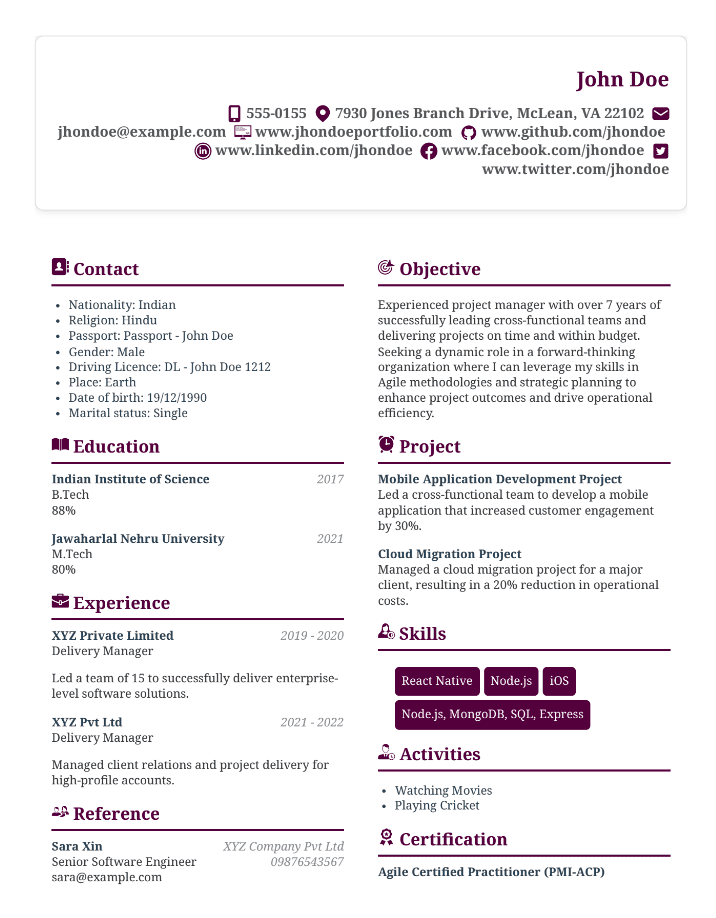 John Doe
555-0155 7930 Jones Branch Drive, McLean, VA 22102
jhondoe@example.com www.jhondoeportfolio.com www.github.com/jhondoe
www.linkedin.com/jhondoe www.facebook.com/jhondoe
www.twitter.com/jhondoe
Contact
• Nationality: Indian
• Religion: Hindu
• Passport: Passport - John Doe
• Gender: Male
• Driving Licence: DL - John Doe 1212
• Place: Earth
• Date of birth: 19/12/1990
• Marital status: Single
Education
Indian Institute of Science 2017
B.Tech
88%
Jawaharlal Nehru University 2021
M.Tech
80%
Experience
XYZ Private Limited 2019 - 2020
Delivery Manager
Led a team of 15 to successfully deliver enterprise-
level software solutions.
XYZ Pvt Ltd 2021 - 2022
Delivery Manager
Managed client relations and project delivery for
high-profile accounts.
Reference
Sara Xin XYZ Company Pvt Ltd
Senior Software Engineer 09876543567
sara@example.com
Objective
Experienced project manager with over 7 years of
successfully leading cross-functional teams and
delivering projects on time and within budget.
Seeking a dynamic role in a forward-thinking
organization where I can leverage my skills in
Agile methodologies and strategic planning to
enhance project outcomes and drive operational
efficiency.
Project
Mobile Application Development Project
Led a cross-functional team to develop a mobile
application that increased customer engagement
by 30%.
Cloud Migration Project
Managed a cloud migration project for a major
client, resulting in a 20% reduction in operational
costs.
Skills
React Native Node.js iOS
Node.js, MongoDB, SQL, Express
Activities
• Watching Movies
• Playing Cricket
Certification
Agile Certified Practitioner (PMI-ACP)